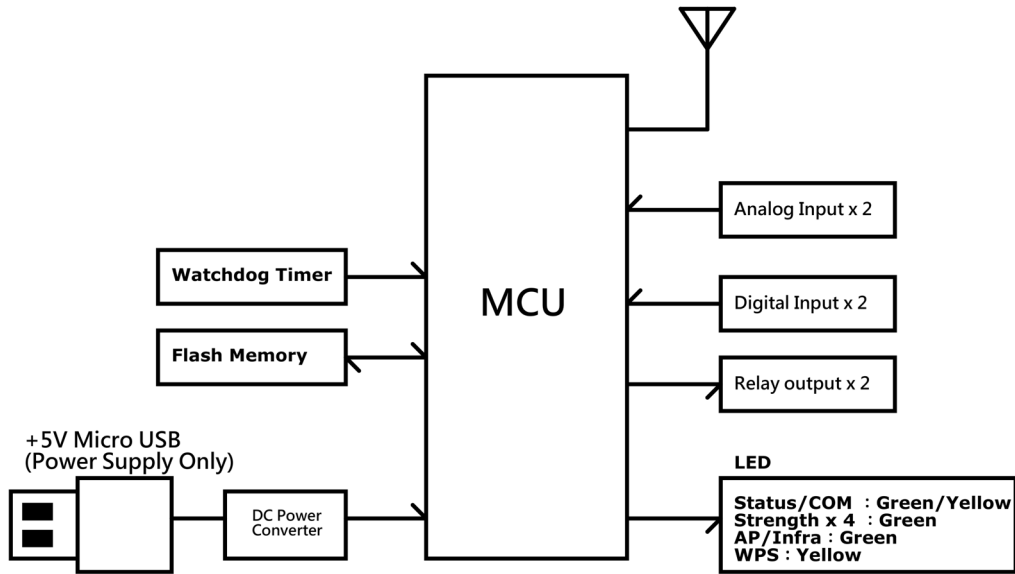 Analog Input x 2
Watchdog Timer
MCU
Digital Input x 2
Flash Memory
Relay output x 2
+5V Micro USB
(Power Supply Only)
DC Power
Converter
LED
Status/COM : Green/Yellow
Strength x 4 : Green
AP/Infra : Green
WPS : Yellow